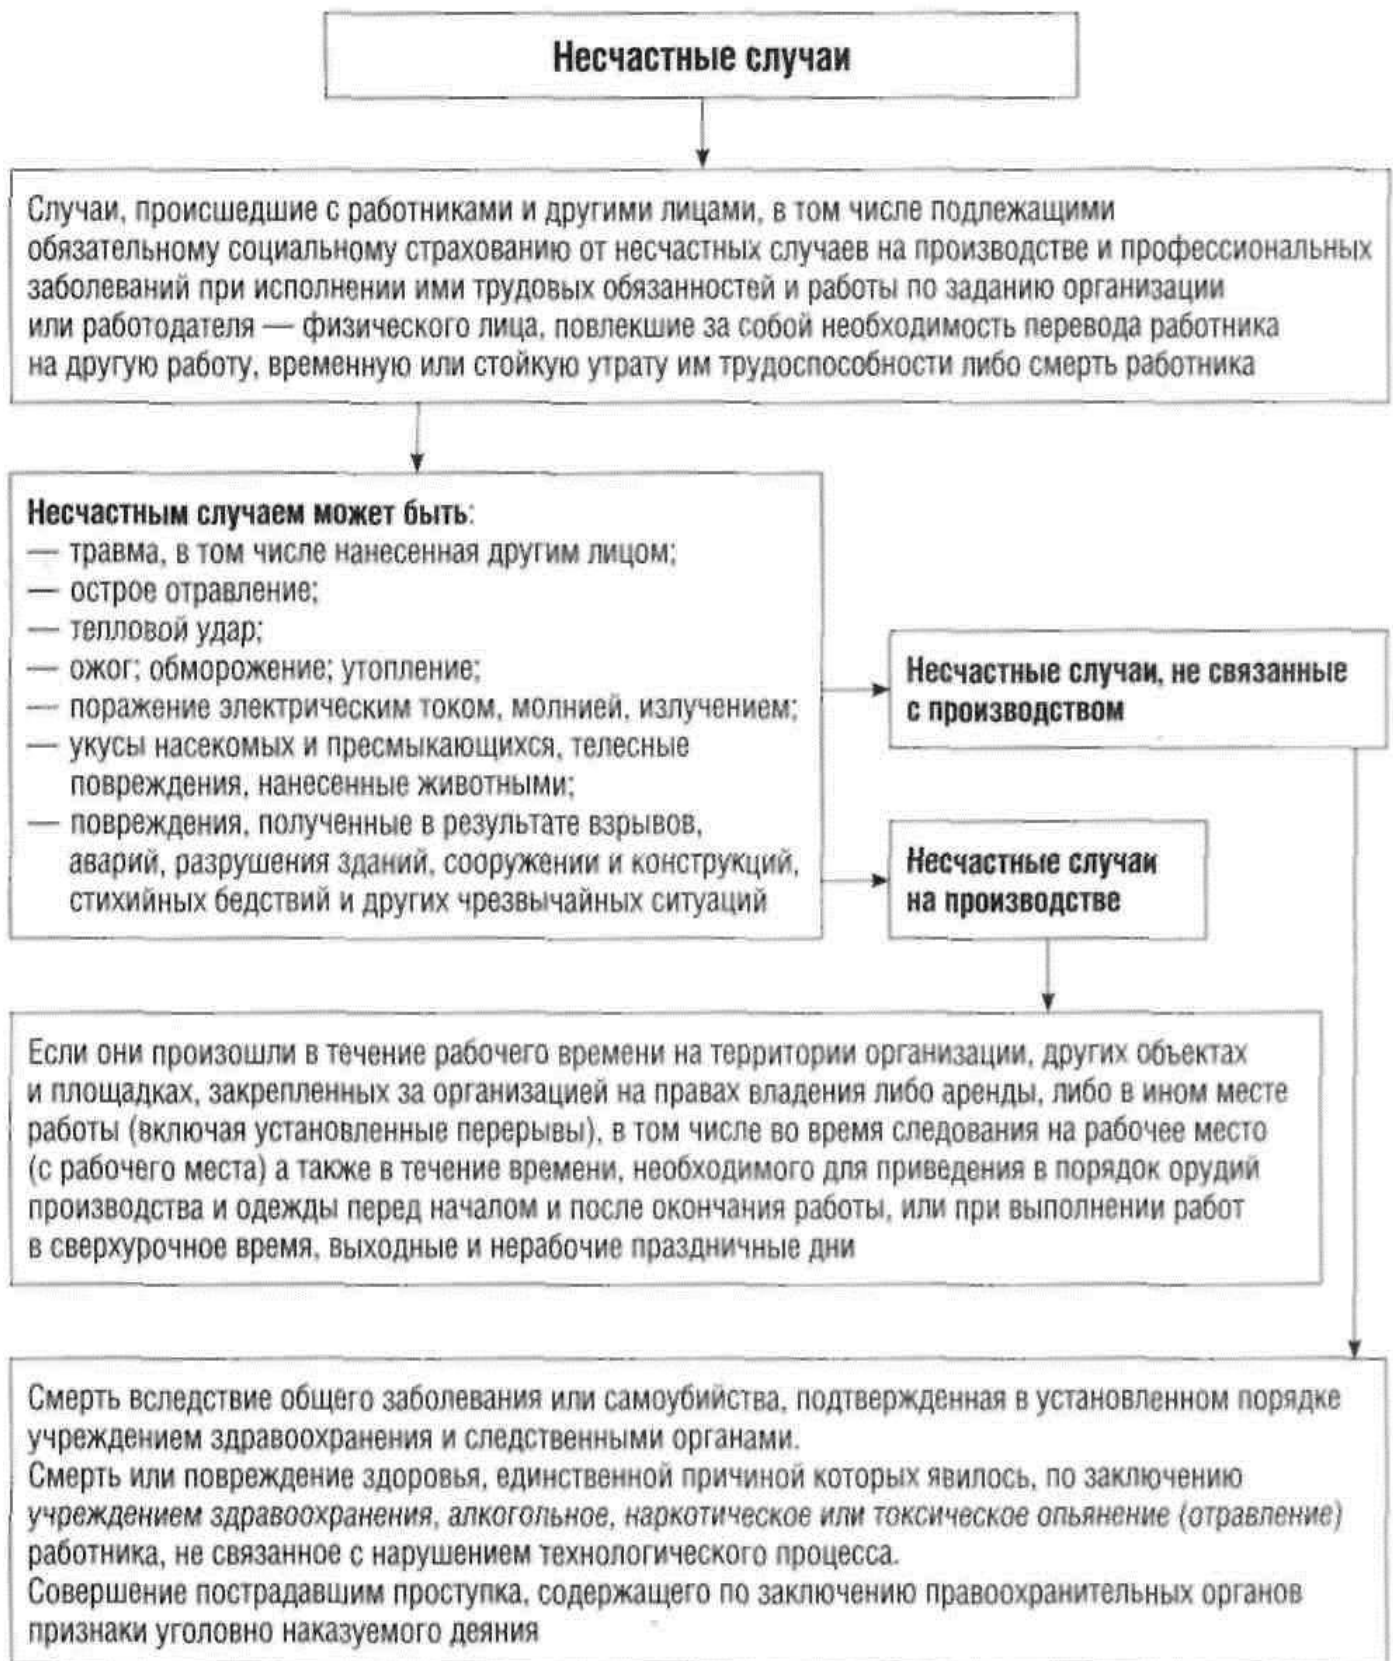 Несчастные случаи
Случаи, происшедшие с работниками и другими лицами, в том числе подлежащими
обязательному социальному страхованию от несчастных случаев на производстве и профессиональных
заболеваний при исполнении ими трудовых обязанностей и работы по заданию организации
или работодателя — физического лица, повлекшие за собой необходимость перевода работника
на другую работу, временную или стойкую утрату им трудоспособности либо смерть работника
Несчастным случаем может быть:
— травма, в том числе нанесенная другим лицом;
— острое отравление;
— тепловой удар;
— ожог; обморожение; утопление;
— поражение электрическим током, молнией, излучением;
— укусы насекомых и пресмыкающихся, телесные
повреждения, нанесенные животными;
— повреждения, полученные в результате взрывов,
аварий, разрушения зданий, сооружении и конструкций,
стихийных бедствий и других чрезвычайных ситуаций
Несчастные случаи, не связанные
с производством
Несчастные случаи
на производстве
Если они произошли в течение рабочего времени на территории организации, других объектах
и площадках, закрепленных за организацией на правах владения либо аренды, либо в ином месте
работы (включая установленные перерывы), в том числе во время следования на рабочее место
(с рабочего места) а также в течение времени, необходимого для приведения в порядок орудий
производства и одежды перед началом и после окончания работы, или при выполнении работ
в сверхурочное время, выходные и нерабочие праздничные дни
Смерть вследствие общего заболевания или самоубийства, подтвержденная в установленном порядке
учреждением здравоохранения и следственными органами.
Смерть или повреждение здоровья, единственной причиной которых явилось, по заключению
учреждением здравоохранения, алкогольное, наркотическое или токсическое опьянение (отравление)
работника, не связанное с нарушением технологического процесса.
Совершение пострадавшим проступка, содержащего по заключению правоохранительных органов
признаки уголовно наказуемого деяния